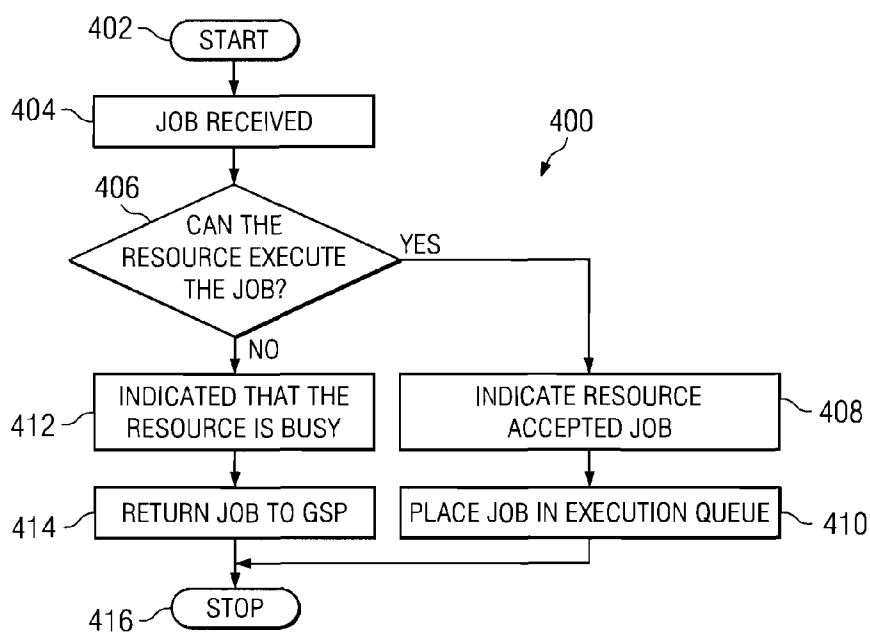 402
START
404
JOB RECEIVED
400
406
CAN THE
RESOURCE EXECUTE
THE JOB?
YES
NO
412
INDICATED THAT THE
RESOURCE IS BUSY
INDICATE RESOURCE
ACCEPTED JOB
408
414
RETURN JOB TO GSP
PLACE JOB IN EXECUTION QUEUE
410
416
STOP